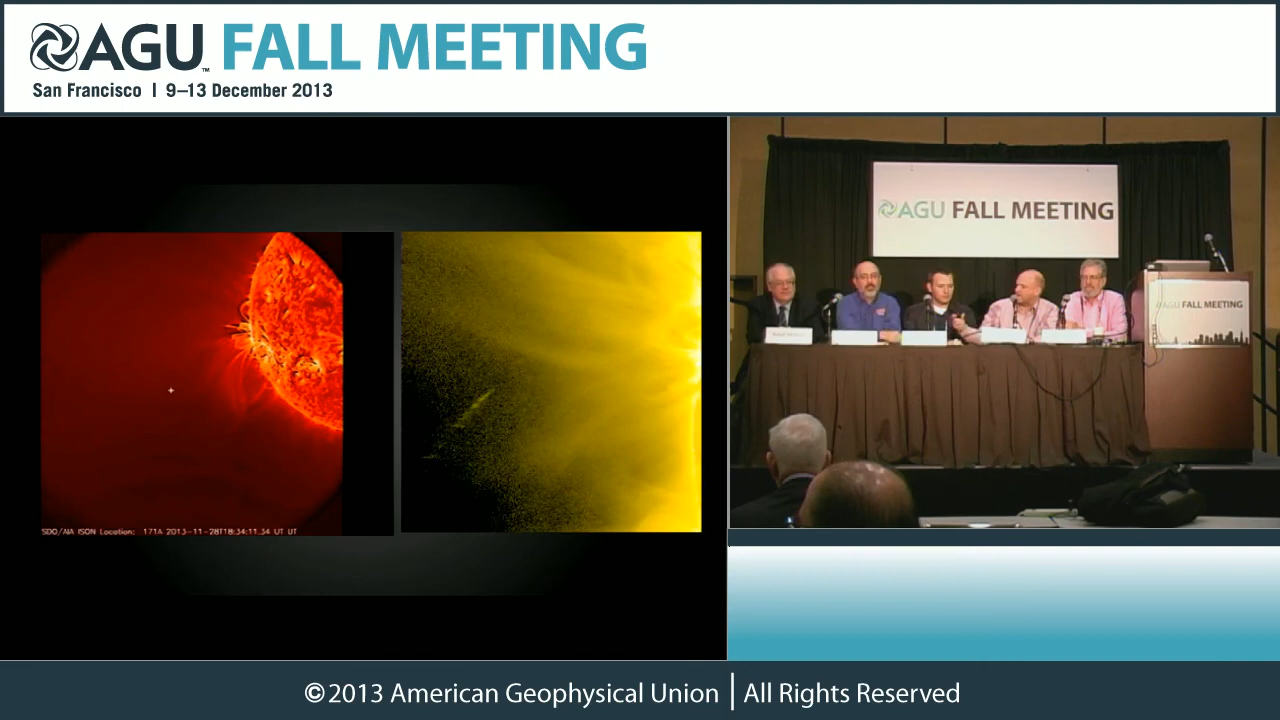 AGU™ FALL MEETING
San Francisco | 9–13 December 2013
SDO/AIA ISON Location: 171A 2013-11-28T18:34:11.34 UT UT
AGU FALL MEETING
AGU FALL MEETING
©2013 American Geophysical Union | All Rights Reserved